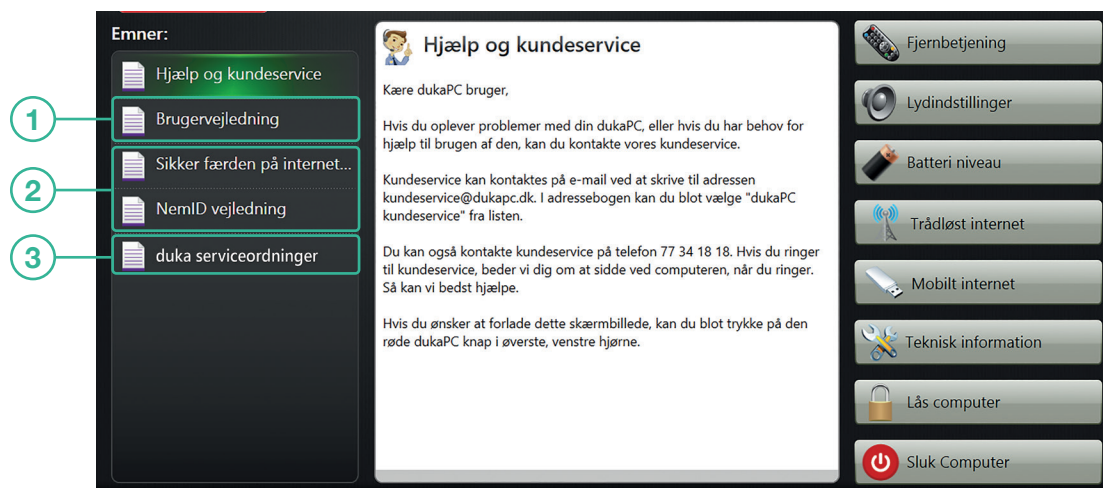 Emner:
Hjælp og kundeservice
1
Brugervejledning
2
Sikker færden på internet...
NemID vejledning
3
duka serviceordninger
Hjælp og kundeservice
Kære dukaPC bruger,
Hvis du oplever problemer med din dukaPC, eller hvis du har behov for
hjælp til brugen af den, kan du kontakte vores kundeservice.
Kundeservice kan kontaktes på e-mail ved at skrive til adressen
kundeservice@dukapc.dk. I adressebogen kan du blot vælge "dukaPC
kundeservice" fra listen.
Du kan også kontakte kundeservice på telefon 77 34 18 18. Hvis du ringer
til kundeservice, beder vi dig om at sidde ved computeren, når du ringer.
Så kan vi bedst hjælpe.
Hvis du ønsker at forlade dette skærmbillede, kan du blot trykke på den
røde dukaPC knap i øverste, venstre hjørne.
Fjernbetjening
Lydindstillinger
Batteri niveau
Trådløst internet
Mobilt internet
Teknisk information
Lås computer
Sluk Computer